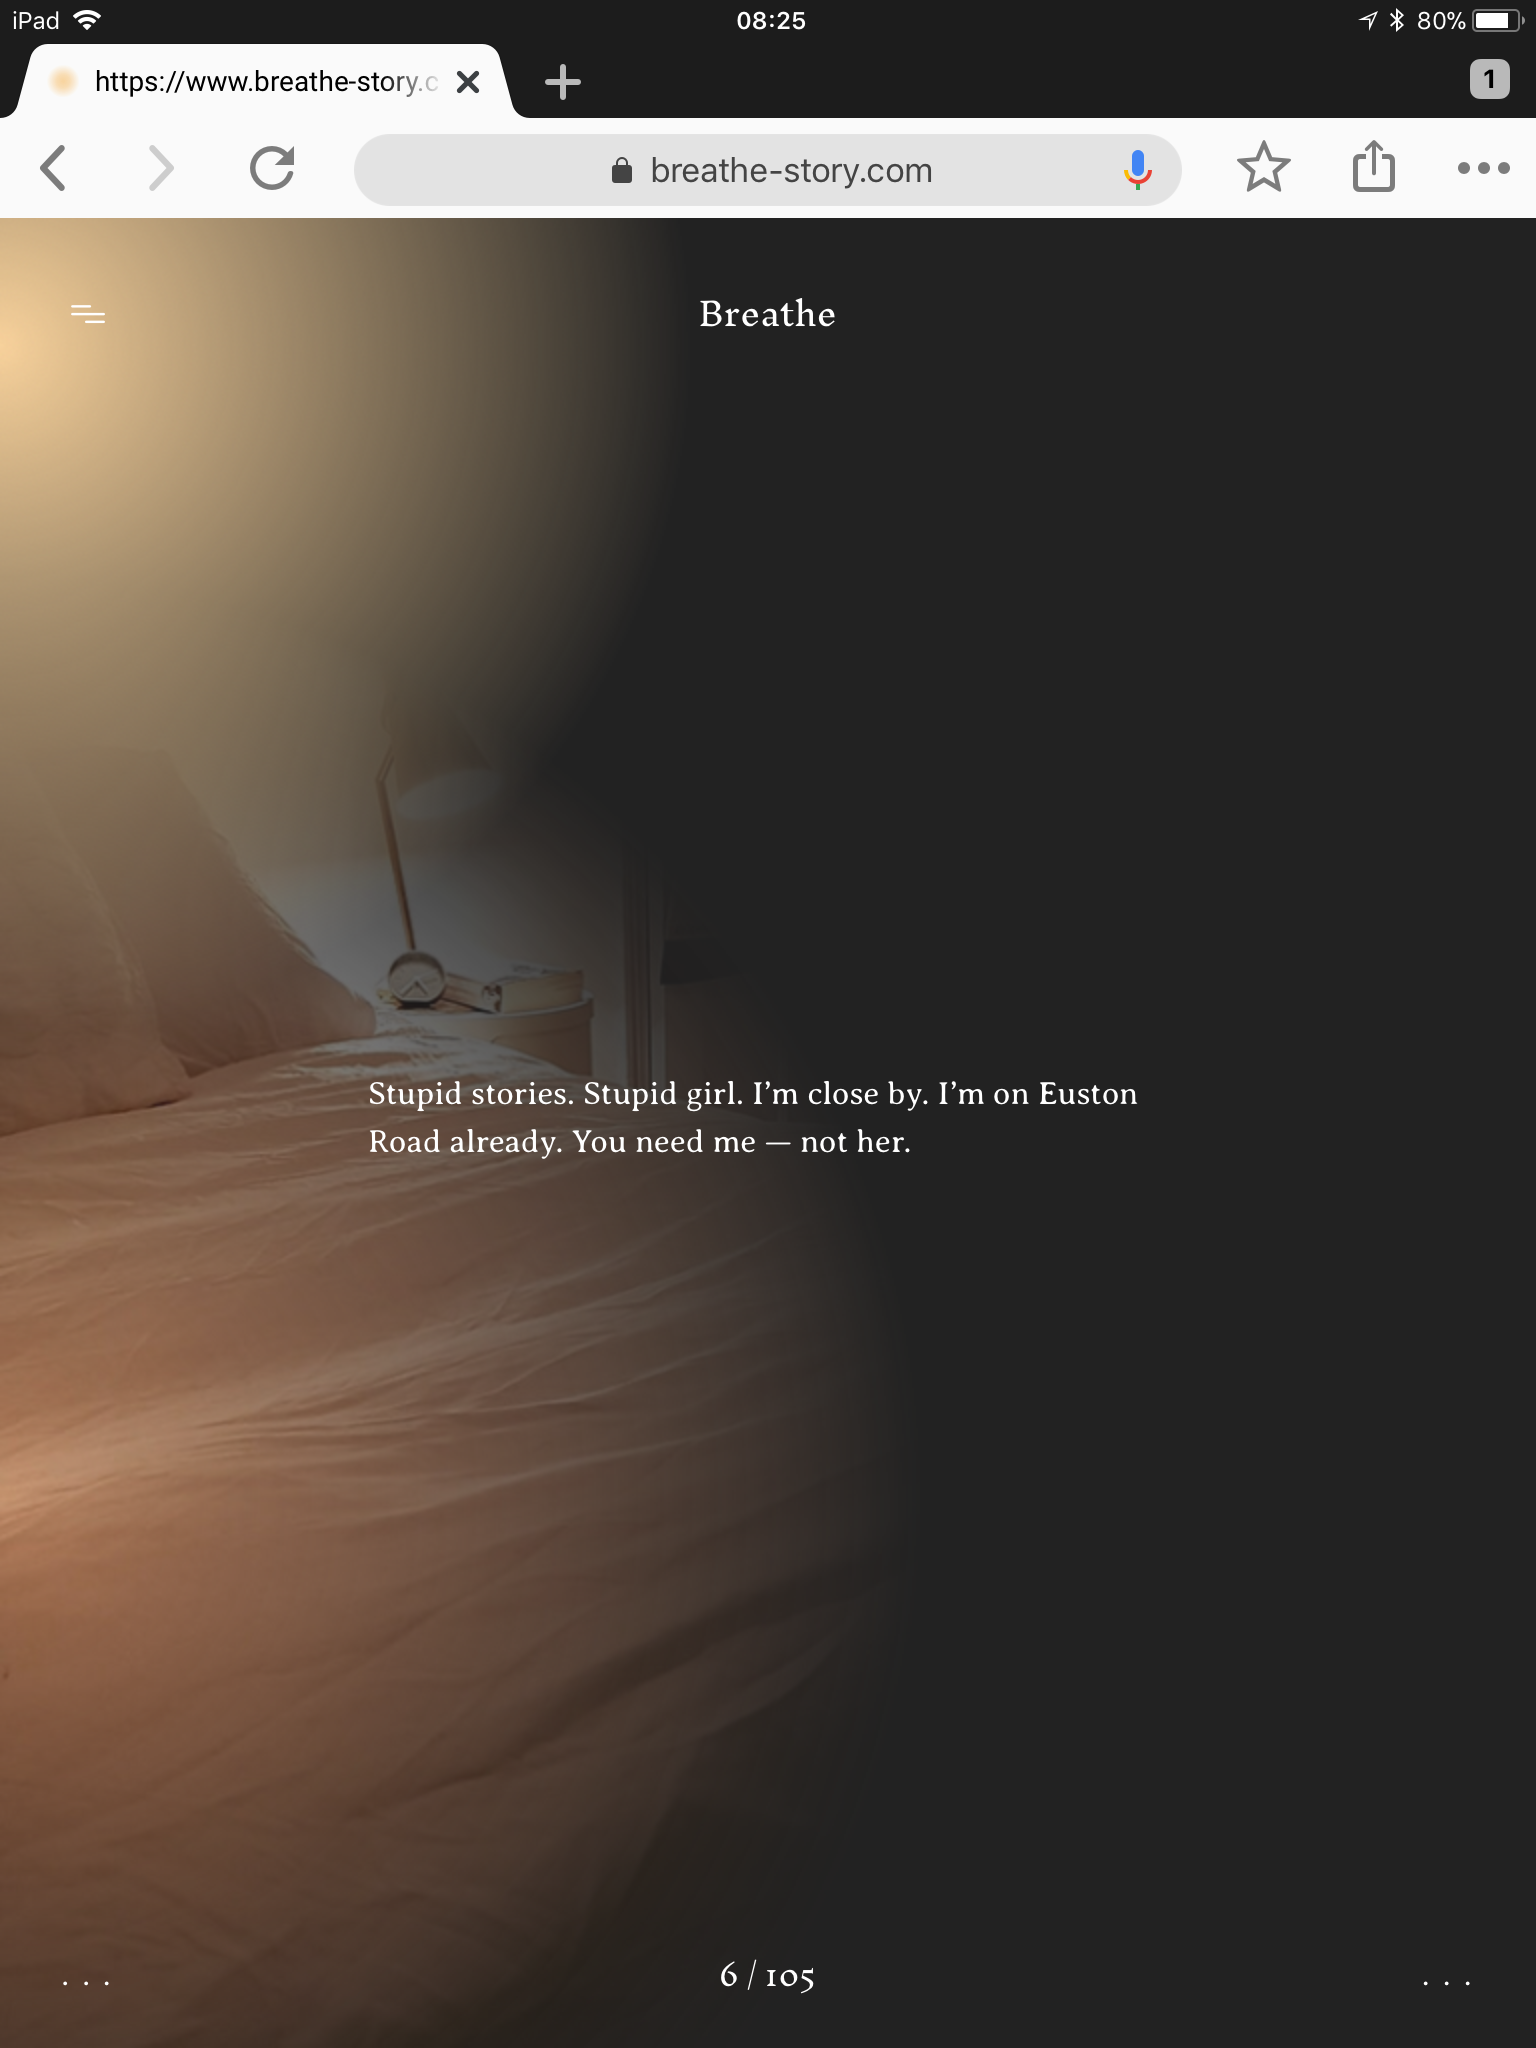 iPad 08:25 80%
https://www.breathe-story.c 1
breathe-story.com
Breathe
Stupid stories. Stupid girl. I’m close by. I’m on Euston
Road already. You need me — not her.
. . . 6 / 105 . . .